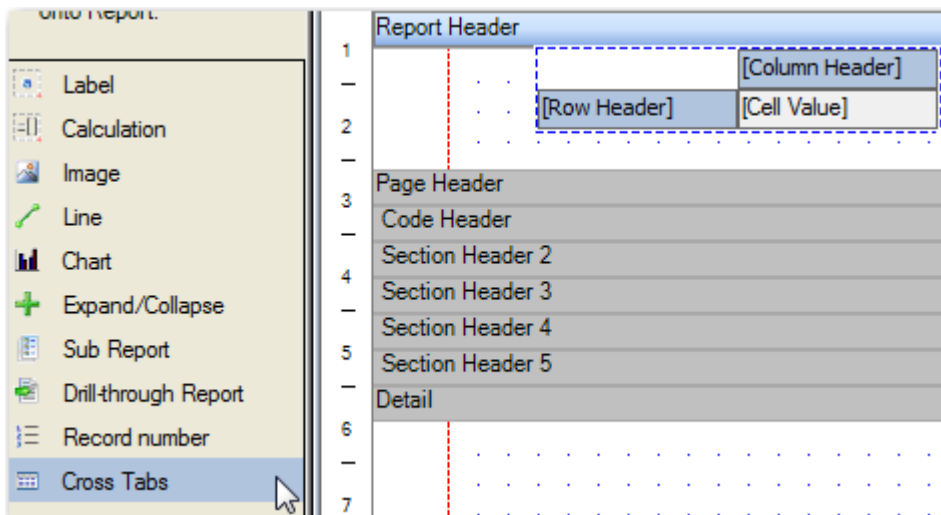 onto Report.
Label
Calculation
Image
Line
Chart
Expand/Collapse
Sub Report
Drill-through Report
Record number
Cross Tabs
1
2
3
4
5
6
7
Report Header
[Column Header]
[Row Header] [Cell Value]
Page Header
Code Header
Section Header 2
Section Header 3
Section Header 4
Section Header 5
Detail